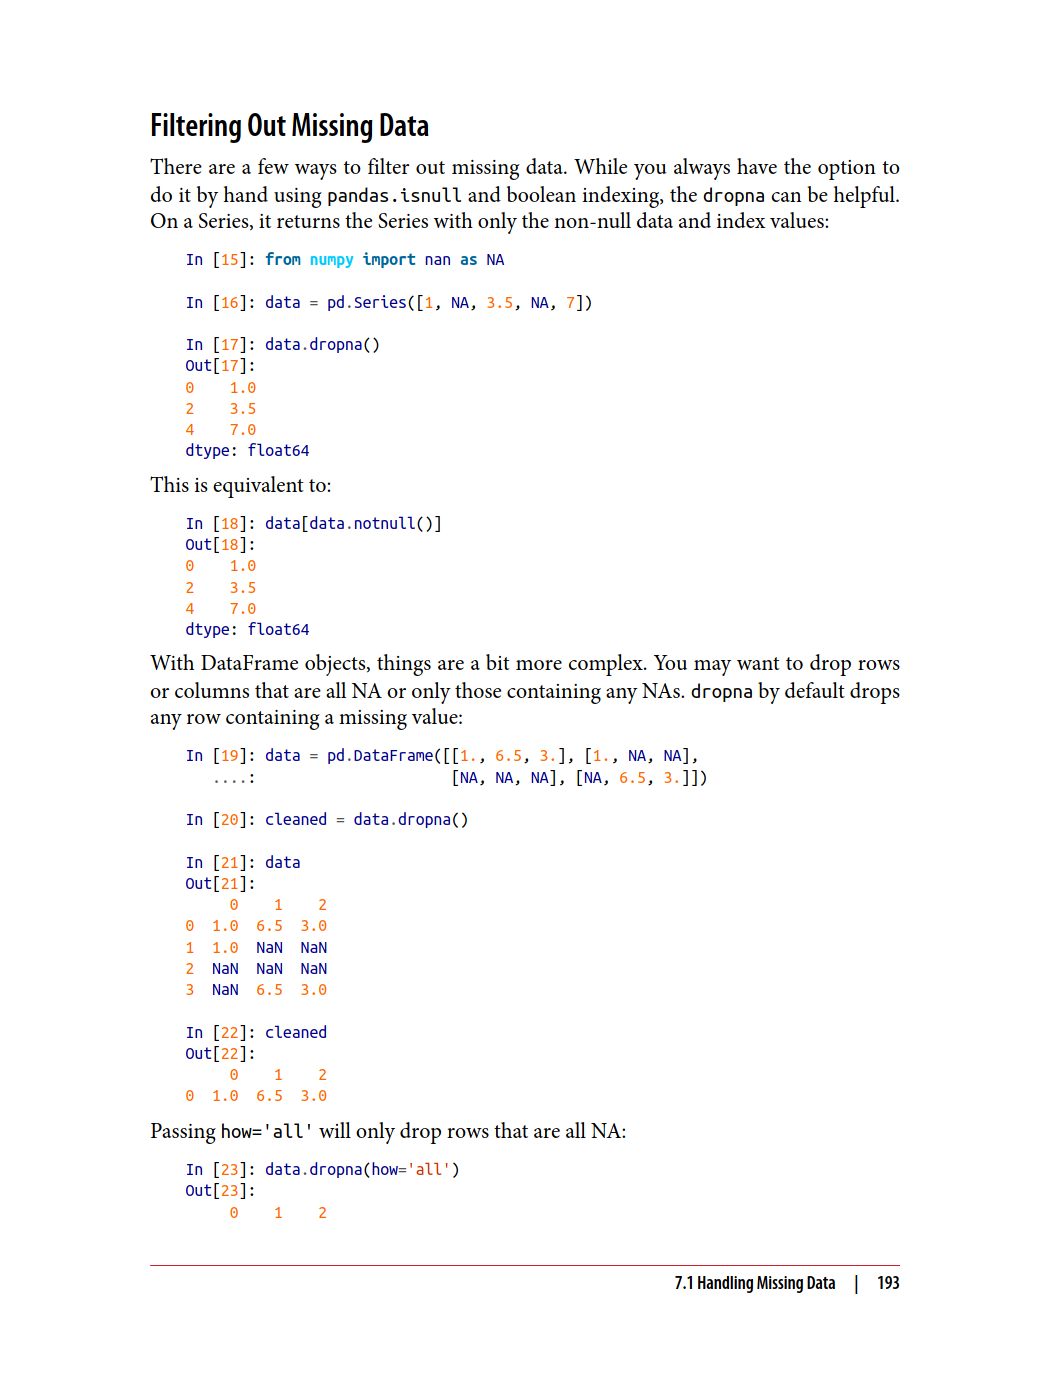 Filtering Out Missing Data
There are a few ways to filter out missing data. While you always have the option to
do it by hand using pandas.isnull and boolean indexing, the dropna can be helpful.
On a Series, it returns the Series with only the non-null data and index values:
In [15]: from numpy import nan as NA
In [16]: data = pd.Series([1, NA, 3.5, NA, 7])
In [17]: data.dropna()
Out[17]:
0    1.0
2    3.5
4    7.0
dtype: float64
This is equivalent to:
In [18]: data[data.notnull()]
Out[18]:
0    1.0
2    3.5
4    7.0
dtype: float64
With DataFrame objects, things are a bit more complex. You may want to drop rows
or columns that are all NA or only those containing any NAs. dropna by default drops
any row containing a missing value:
In [19]: data = pd.DataFrame([[1., 6.5, 3.], [1., NA, NA],
   ....:                      [NA, NA, NA], [NA, 6.5, 3.]])
In [20]: cleaned = data.dropna()
In [21]: data
Out[21]:
     0    1    2
0  1.0  6.5  3.0
1  1.0  NaN  NaN
2  NaN  NaN  NaN
3  NaN  6.5  3.0
In [22]: cleaned
Out[22]:
     0    1    2
0  1.0  6.5  3.0
Passing how='all' will only drop rows that are all NA:
In [23]: data.dropna(how='all')
Out[23]:
     0    1    2
7.1 Handling Missing Data | 193